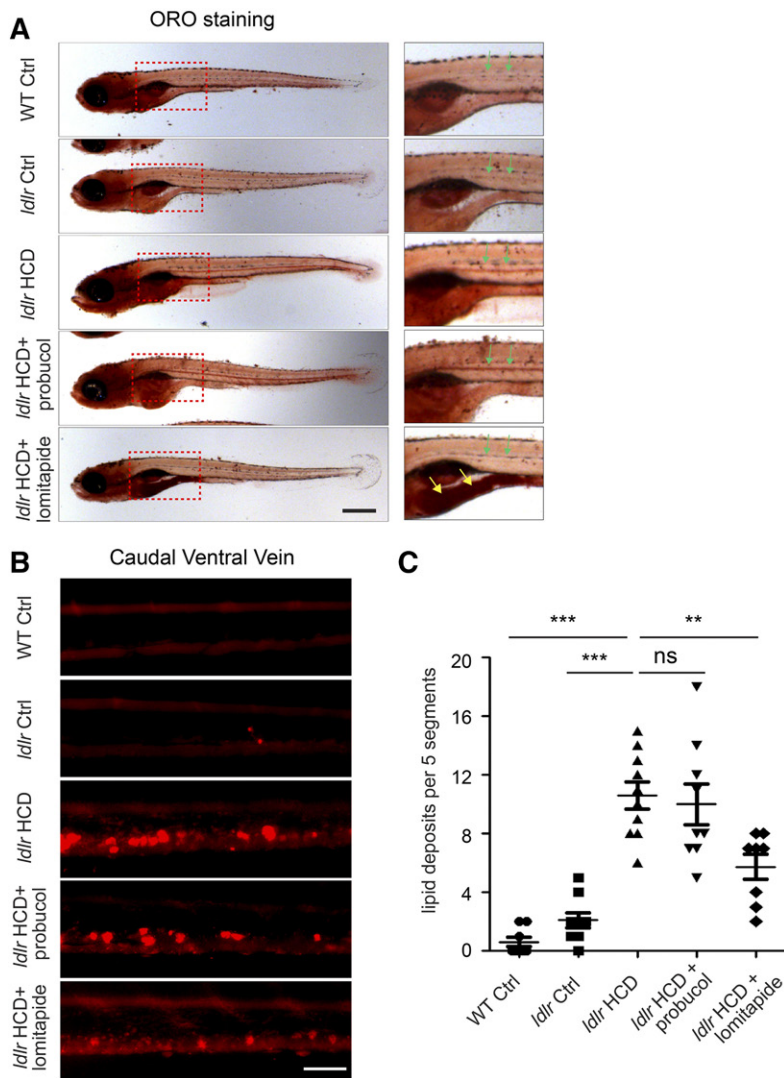 A
ORO staining
WT Ctrl
ldlr Ctrl
ldlr HCD
ldlr HCD+
probucol
ldlr HCD+
lomitapide
B
Caudal Ventral Vein
WT Ctrl
ldlr Ctrl
ldlr HCD
ldlr HCD+
probucol
ldlr HCD+
lomitapide
C
***
**
***
ns
lipid deposits per 5 segments
20
16
12
8
4
0
WT Ctrl
ldlr Ctrl
ldlr HCD
ldlr HCD +
probucol
ldlr HCD +
lomitapide